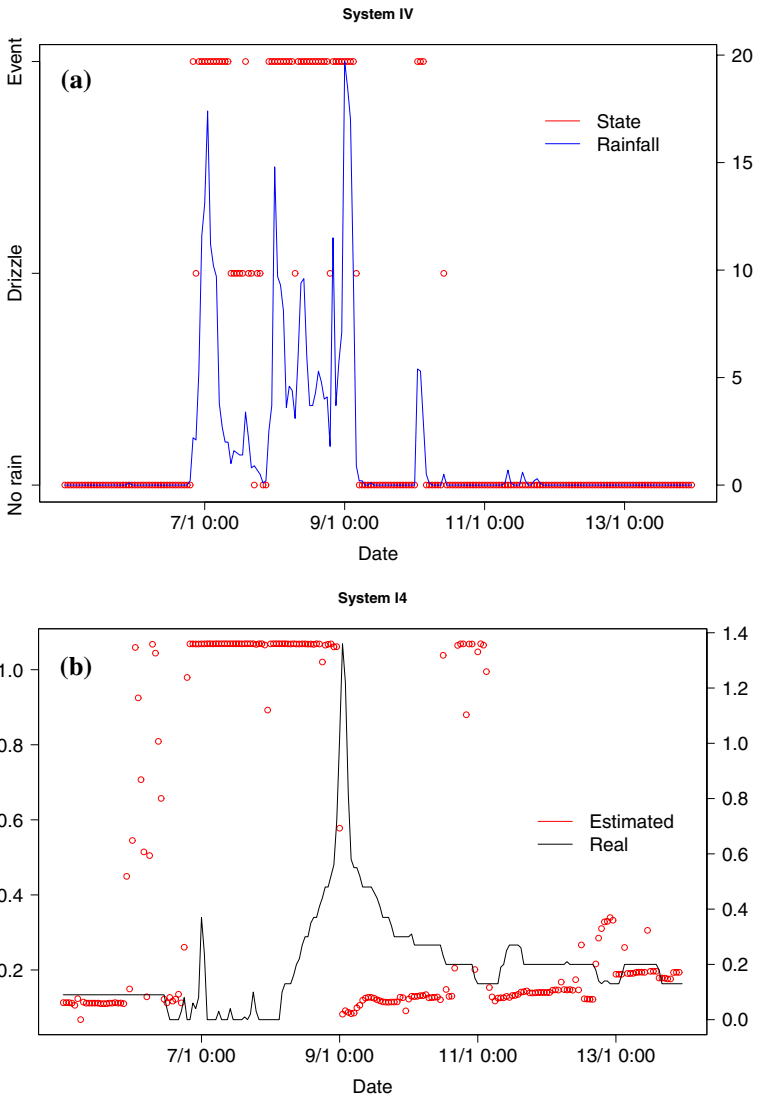 System IV
(a)
Event
Drizzle
No rain
20
15
10
5
0
State
Rainfall
7/1 0:00
9/1 0:00
11/1 0:00
13/1 0:00
Date
System I4
(b)
1.0
0.8
0.6
0.4
0.2
1.4
1.2
1.0
0.8
0.6
0.4
0.2
0.0
Estimated
Real
7/1 0:00
9/1 0:00
11/1 0:00
13/1 0:00
Date